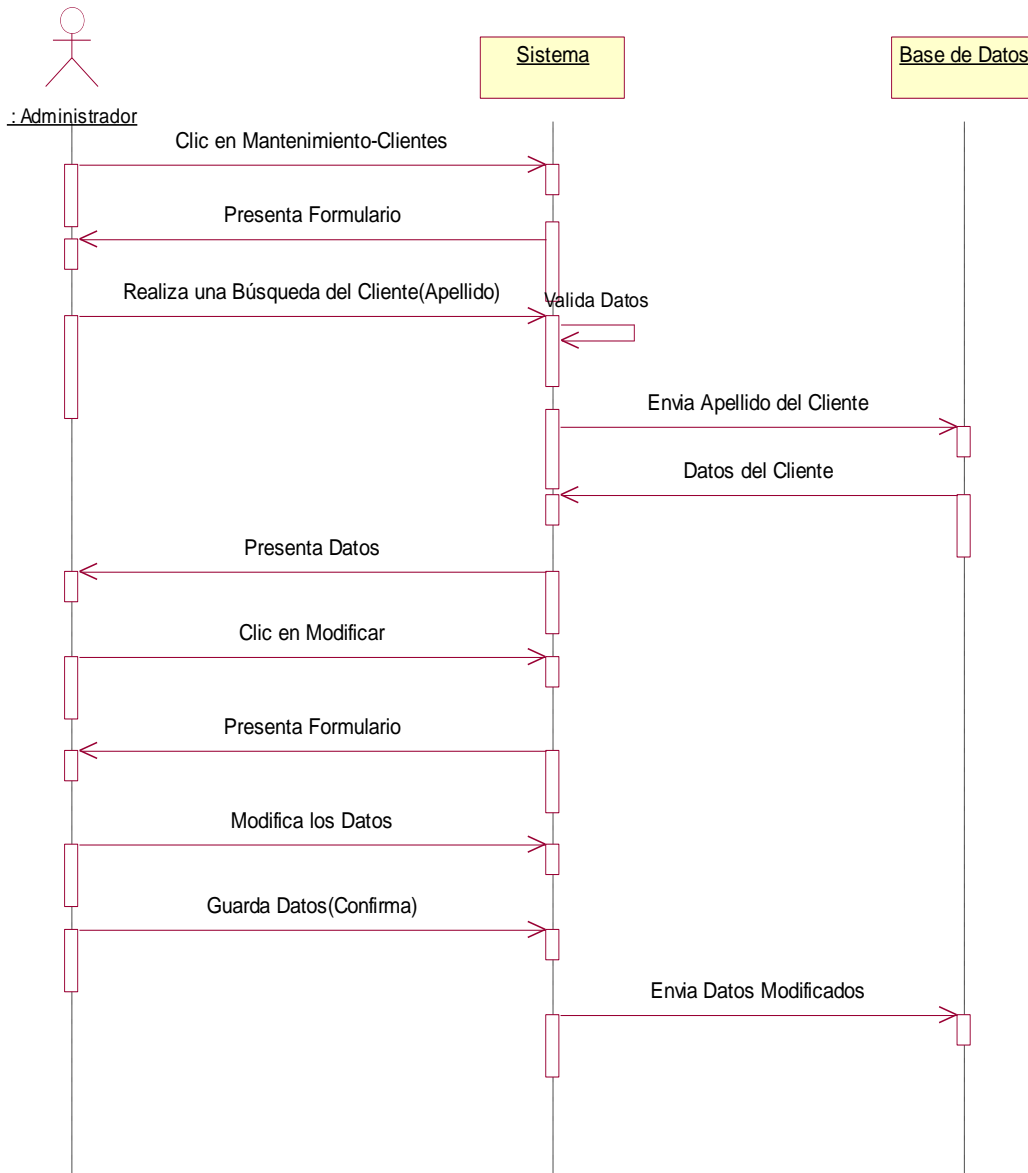 Sistema
Base de Datos
: Administrador
Clic en Mantenimiento-Clientes
Presenta Formulario
Realiza una Búsqueda del Cliente(Apellido)
Valida Datos
Envia Apellido del Cliente
Datos del Cliente
Presenta Datos
Clic en Modificar
Presenta Formulario
Modifica los Datos
Guarda Datos(Confirma)
Envia Datos Modificados